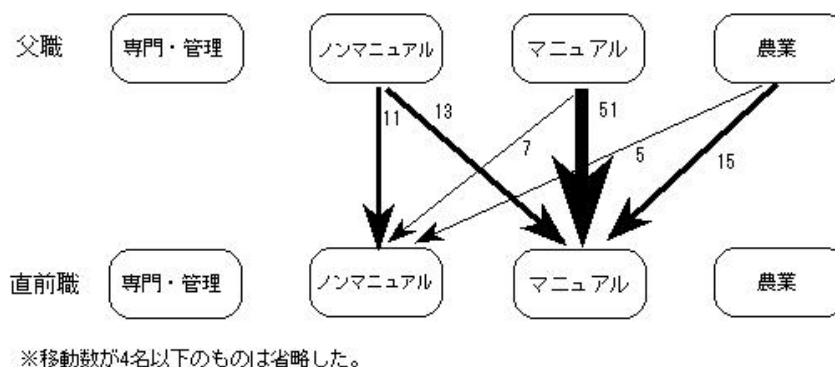 父職 専門・管理 ノンマニュアル マニュアル 農業
11 13 7 51 5 15
直前職 専門・管理 ノンマニュアル マニュアル 農業
※移動数が4名以下のものは省略した。